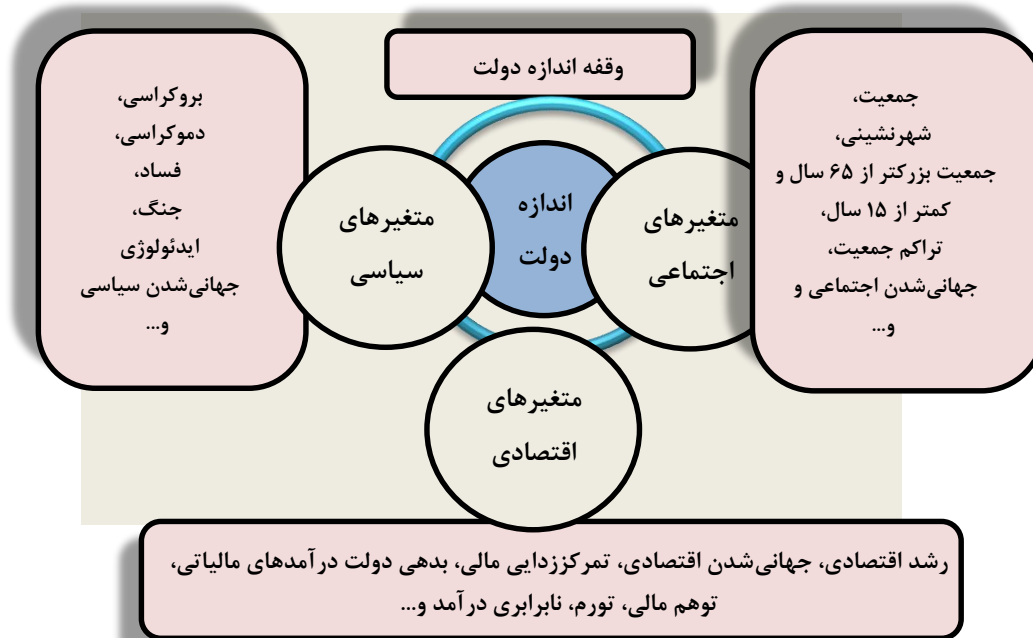 وقفه اندازه دولت
جمعیت،
شهرنشینی،
جمعیت بزرکتر از ۶۵ سال و
کمتر از ۱۵ سال،
تراکم جمعیت،
جهانی‌شدن اجتماعی و
و...
متغیرهای
اجتماعی
اندازه
دولت
متغیرهای
سیاسی
بروکراسی،
دموکراسی،
فساد،
جنگ،
ایدئولوژی
جهانی‌شدن سیاسی
و...
متغیرهای
اقتصادی
رشد اقتصادی، جهانی‌شدن اقتصادی، تمرکززدایی مالی، بدهی دولت درآمدهای مالیاتی،
توهم مالی، تورم، نابرابری درآمد و...